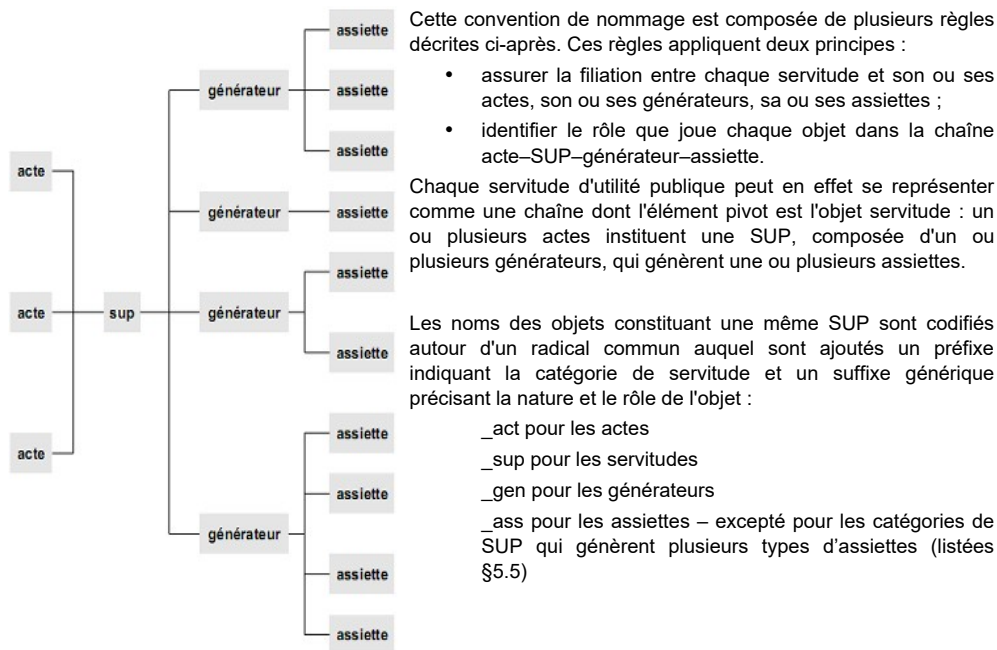 acte
acte
acte
sup
générateur
générateur
générateur
générateur
assiette
assiette
assiette
assiette
assiette
assiette
assiette
assiette
assiette
assiette
Cette convention de nommage est composée de plusieurs règles
décrites ci-après. Ces règles appliquent deux principes :
• assurer la filiation entre chaque servitude et son ou ses
actes, son ou ses générateurs, sa ou ses assiettes ;
• identifier le rôle que joue chaque objet dans la chaîne
acte–SUP–générateur–assiette.
Chaque servitude d'utilité publique peut en effet se représenter
comme une chaîne dont l'élément pivot est l'objet servitude : un
ou plusieurs actes instituent une SUP, composée d'un ou
plusieurs générateurs, qui génèrent une ou plusieurs assiettes.
Les noms des objets constituant une même SUP sont codifiés
autour d'un radical commun auquel sont ajoutés un préfixe
indiquant la catégorie de servitude et un suffixe générique
précisant la nature et le rôle de l'objet :
_act pour les actes
_sup pour les servitudes
_gen pour les générateurs
_ass pour les assiettes – excepté pour les catégories de
SUP qui génèrent plusieurs types d’assiettes (listées
§5.5)